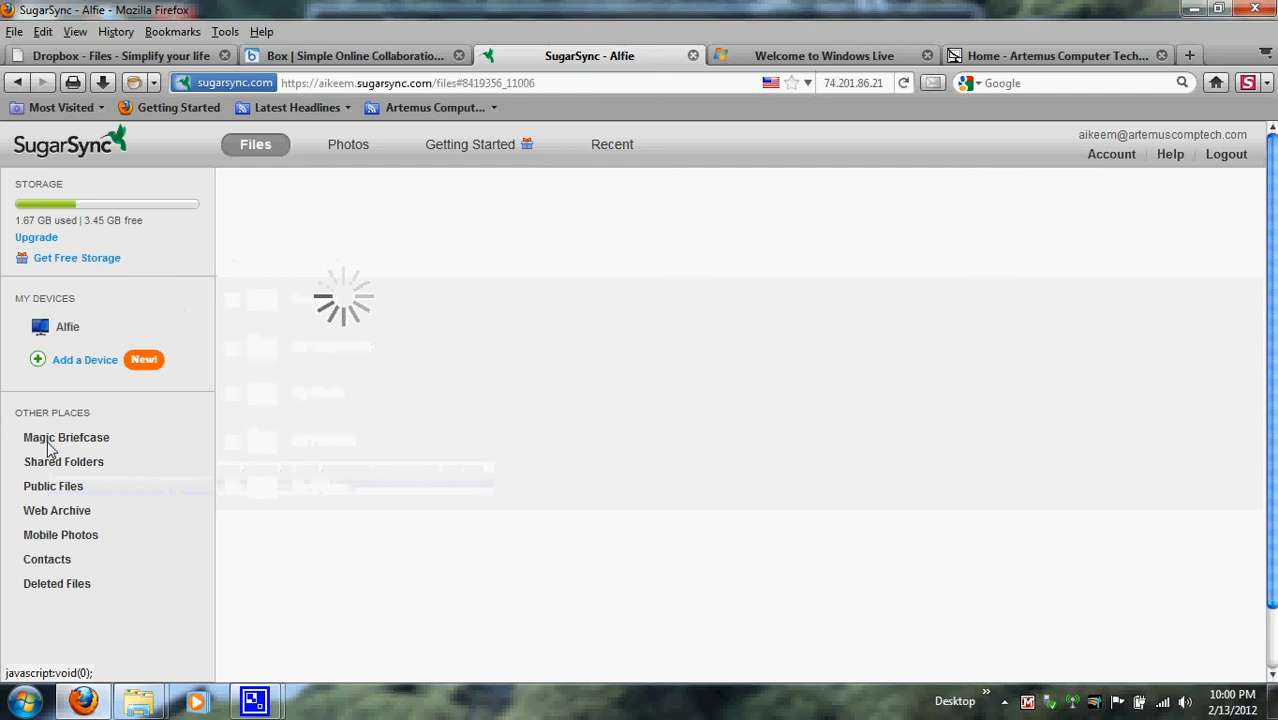 SugarSync - Alfie - Mozilla Firefox
File Edit View History Bookmarks Tools Help
Dropbox - Files - Simplify your life
Box | Simple Online Collaboratio...
SugarSync - Alfie
Welcome to Windows Live
Home - Artemus Computer Tech...
sugarsync.com
https://aikeem.sugarsync.com/files#8419356_11006
74.201.86.21
Google
Most Visited
Getting Started
Latest Headlines
Artemus Comput...
SugarSync
Files
Photos
Getting Started
Recent
aikeem@artemuscomptech.com
Account | Help | Logout
STORAGE
1.67 GB used | 3.45 GB free
Upgrade
Get Free Storage
MY DEVICES
Alfie
Add a Device New!
OTHER PLACES
Magic Briefcase
Shared Folders
Public Files
Web Archive
Mobile Photos
Contacts
Deleted Files
javascript:void(0);
Desktop
10:00 PM
2/13/2012